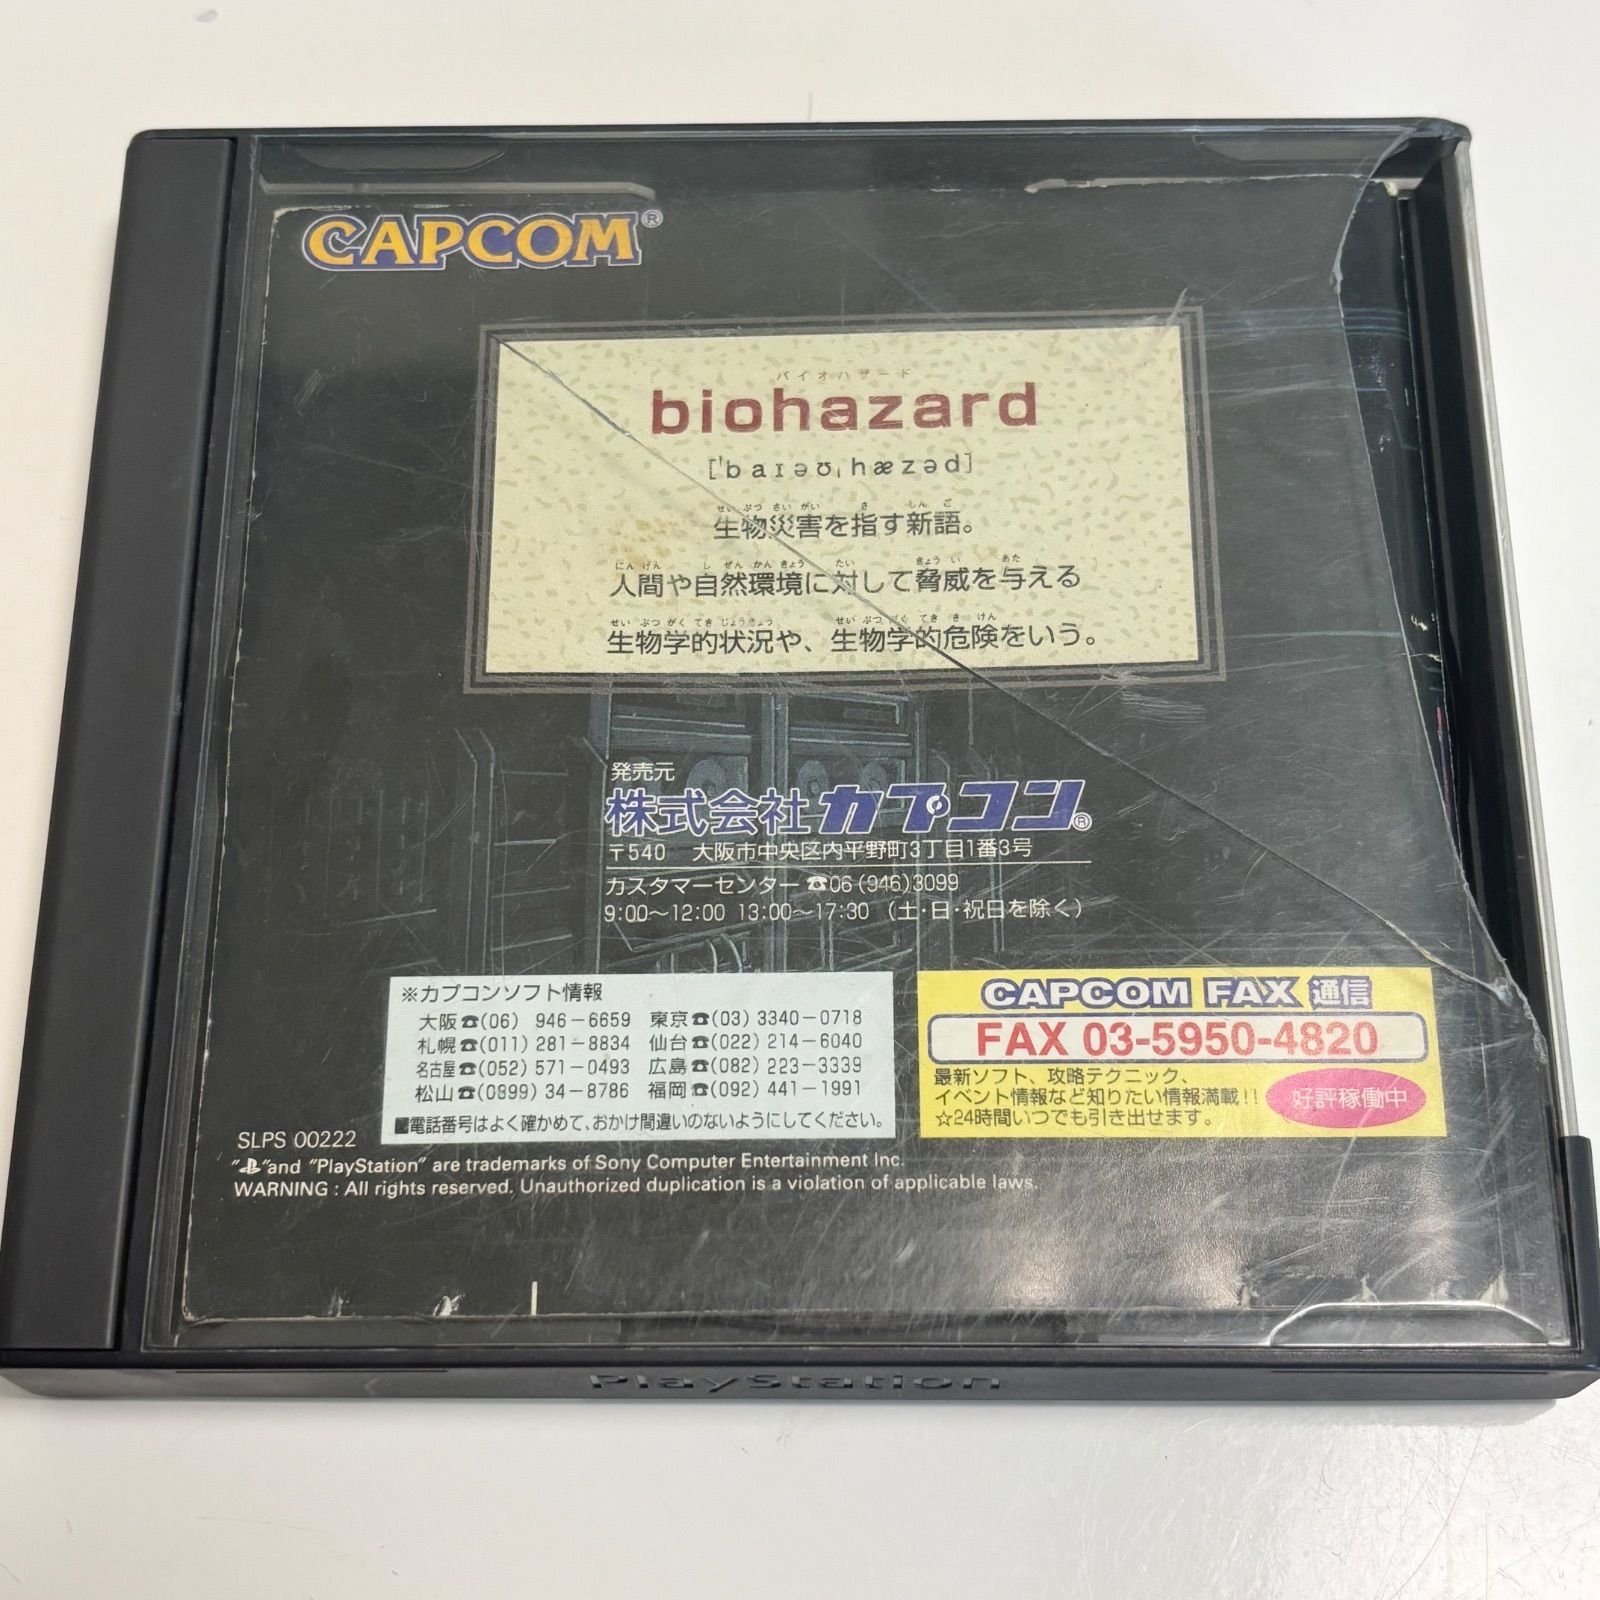 CAPCOM®
バイオハザード
biohazard
[ˈbaɪəʊˌhæzəd]
せいぶつさいがい さ しんご
生物災害を指す新語。
にんげん しぜんかんきょう たい きょうい あた
人間や自然環境に対して脅威を与える
せいぶつがくてきじょうきょう せいぶつがくてききけん
生物学的状況や、生物学的危険をいう。
発売元
株式会社カプコン®
〒540 大阪市中央区内平野町3丁目1番3号
カスタマーセンター ☎06(946)3099
9:00〜12:00 13:00〜17:30 (土・日・祝日を除く)
※カプコンソフト情報
大阪☎(06) 946-6659 東京☎(03) 3340-0718
札幌☎(011) 281-8834 仙台☎(022) 214-6040
名古屋☎(052) 571-0493 広島☎(082) 223-3339
松山☎(0899) 34-8786 福岡☎(092) 441-1991
■電話番号はよく確かめて、おかけ間違いのないようにしてください。
CAPCOM FAX 通信
FAX 03-5950-4820
最新ソフト、攻略テクニック、
イベント情報など知りたい情報満載!!
☆24時間いつでも引き出せます。
好評稼働中
SLPS 00222
"PS" and "PlayStation" are trademarks of Sony Computer Entertainment Inc.
WARNING : All rights reserved. Unauthorized duplication is a violation of applicable laws.
PlayStation